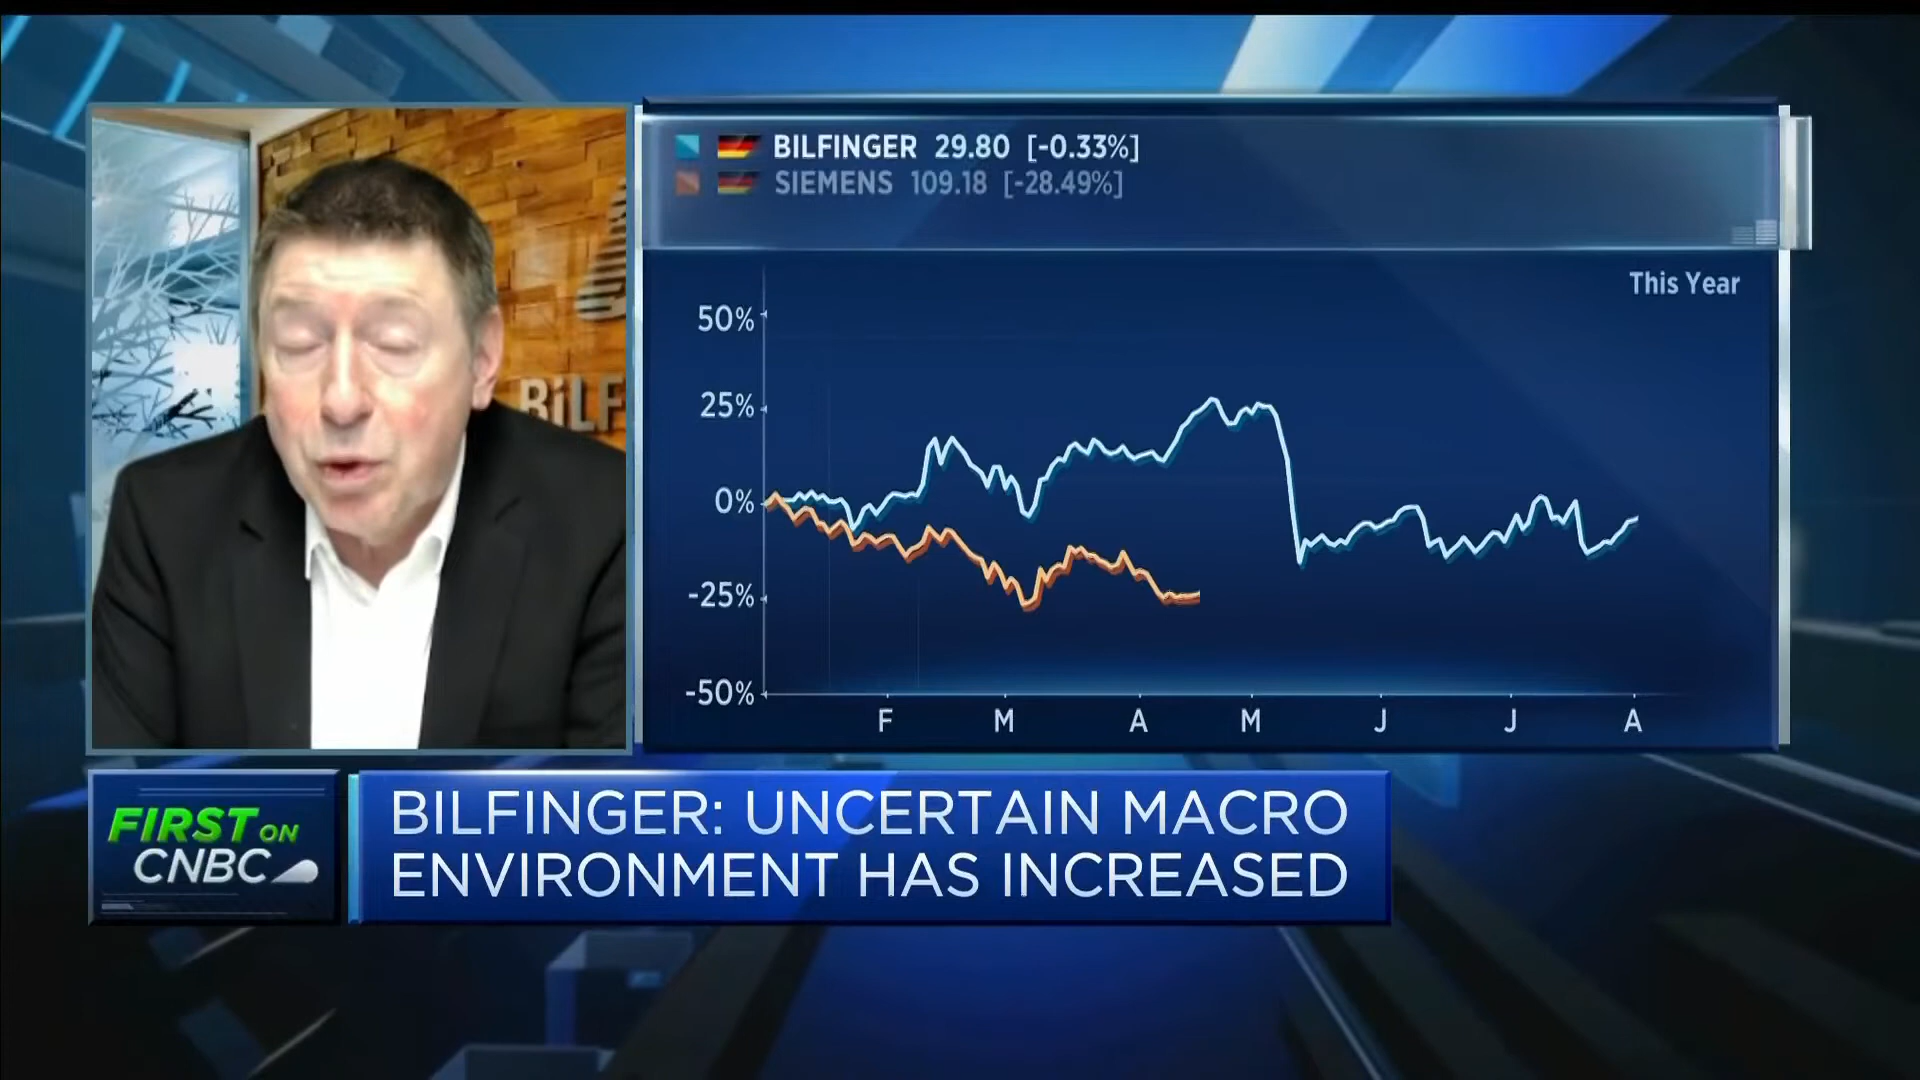 BILFINGER 29.80 [-0.33%]
SIEMENS 109.18 [-28.49%]
This Year
50%
25%
0%
-25%
-50%
F M A M J J A
BiLF
FIRST ON
CNBC
BILFINGER: UNCERTAIN MACRO
ENVIRONMENT HAS INCREASED